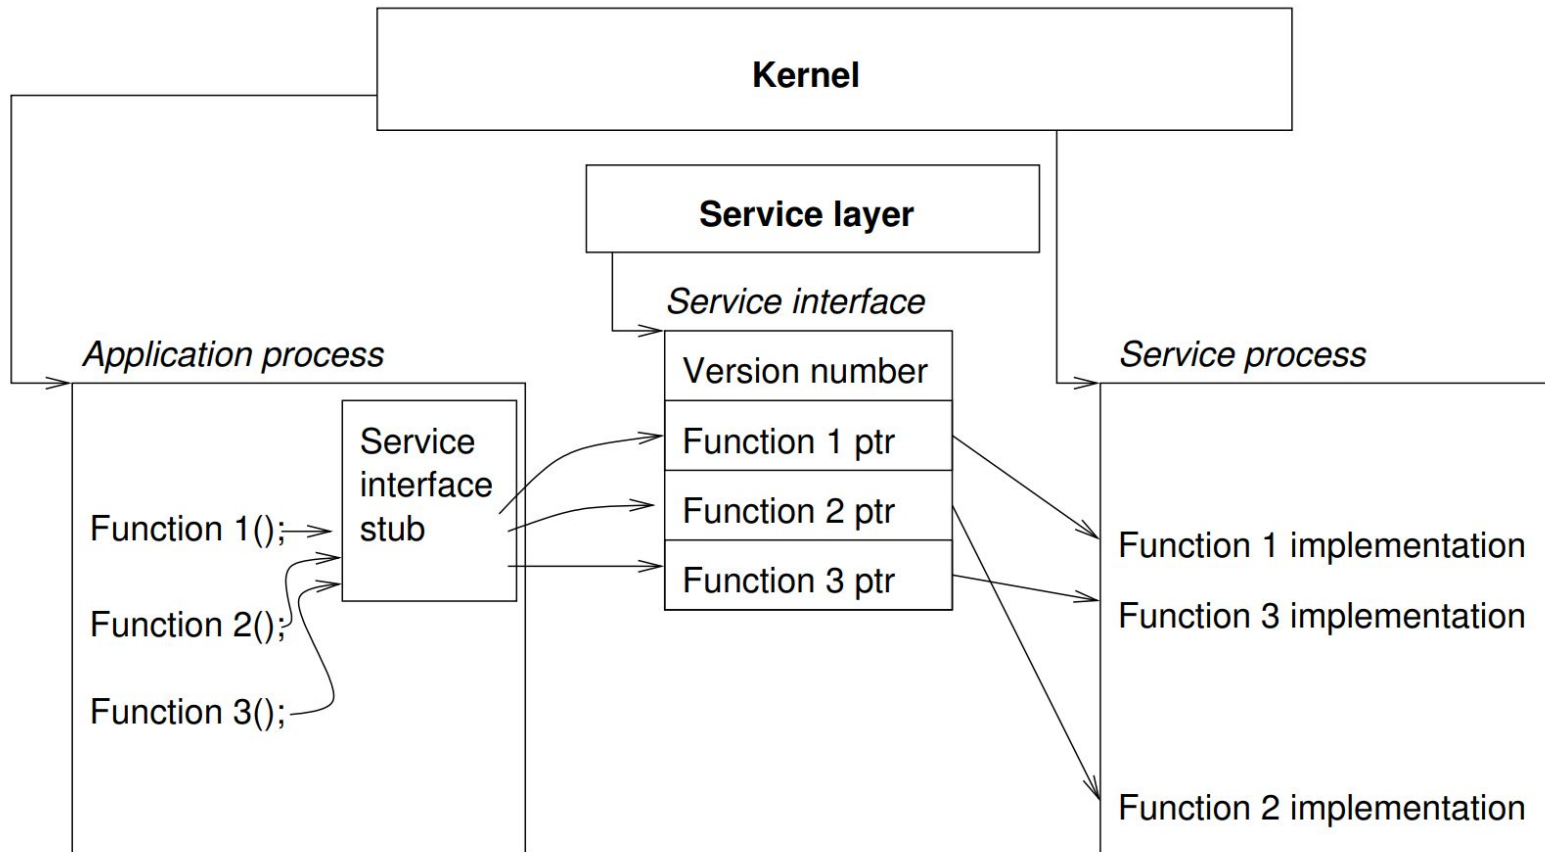 Kernel
Service layer
Service interface
Application process
Service process
Version number
Service
interface
stub
Function 1 ptr
Function 2 ptr
Function 3 ptr
Function 1();
Function 2();
Function 3();
Function 1 implementation
Function 3 implementation
Function 2 implementation